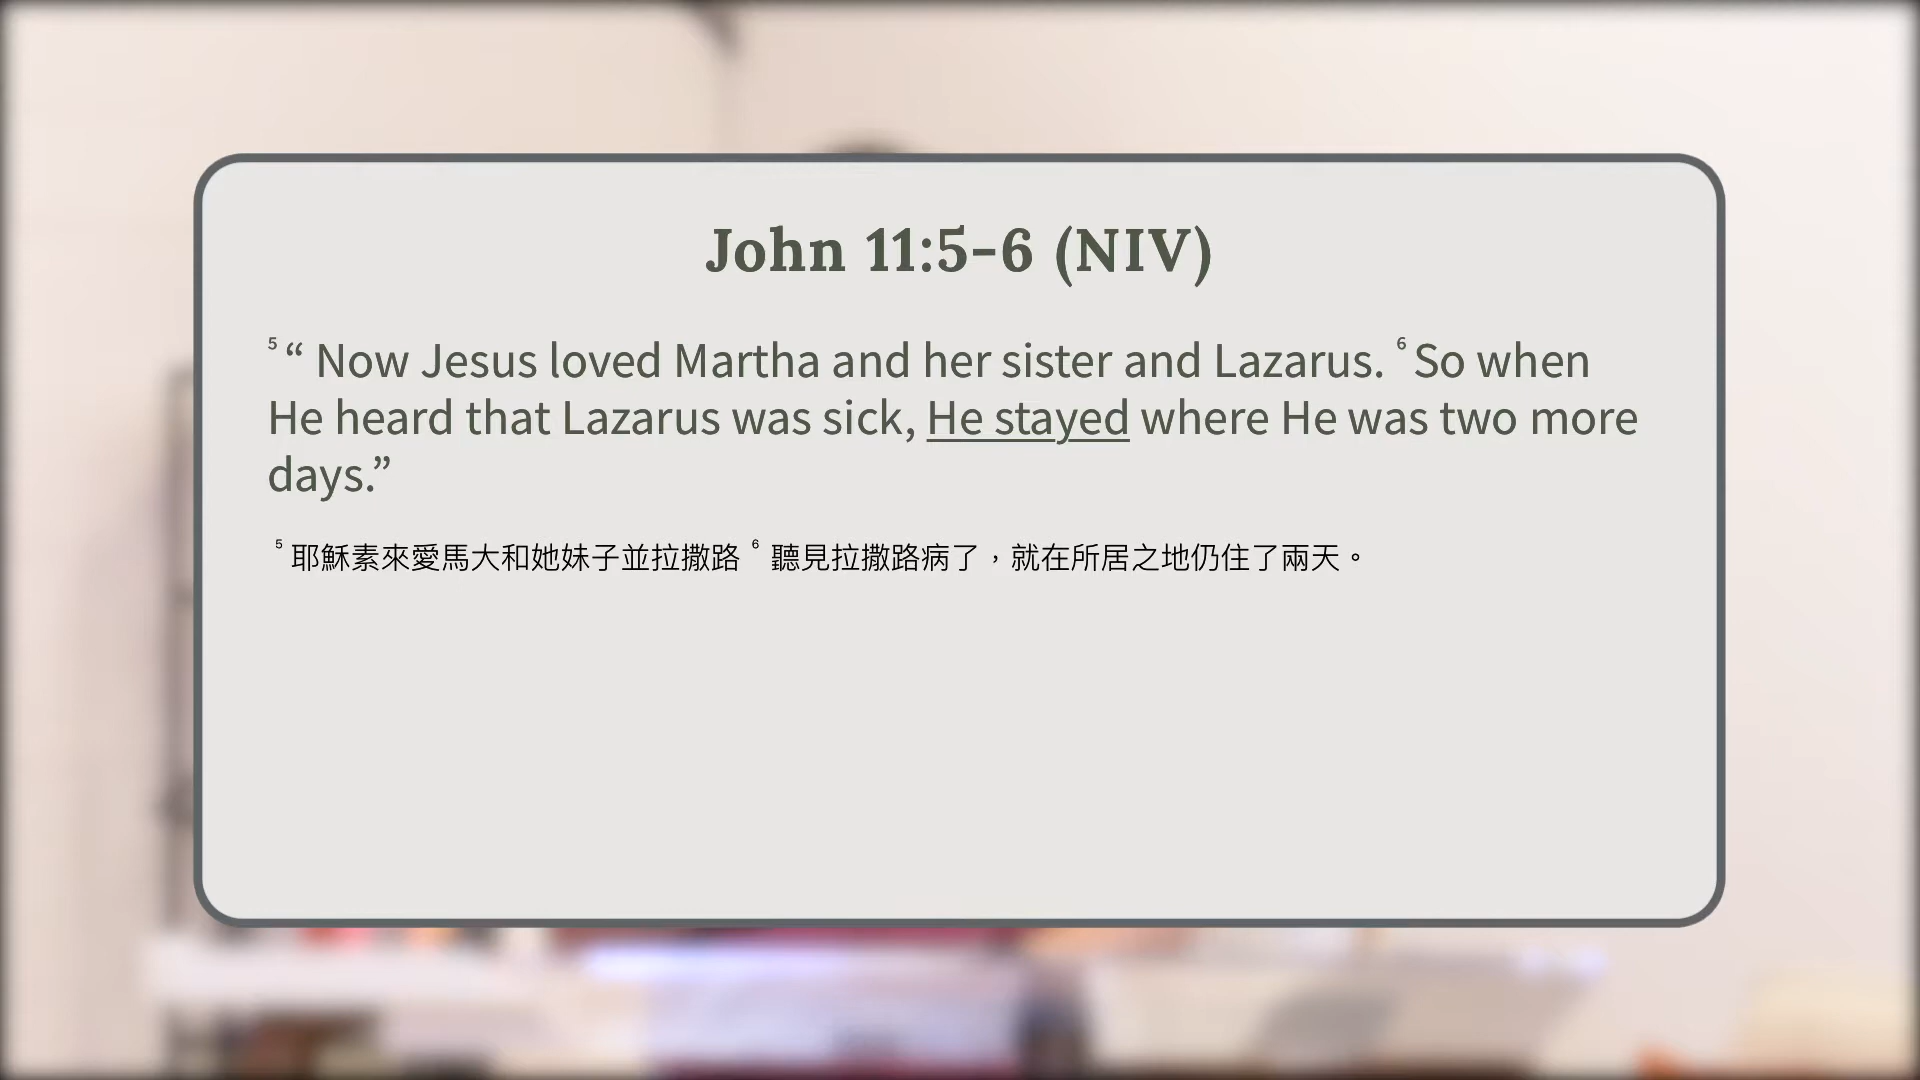 John 11:5-6 (NIV)
⁵ “ Now Jesus loved Martha and her sister and Lazarus. ⁶ So when
He heard that Lazarus was sick, He stayed where He was two more
days.”
⁵ 耶穌素來愛馬大和她妹子並拉撒路 ⁶ 聽見拉撒路病了，就在所居之地仍住了兩天。